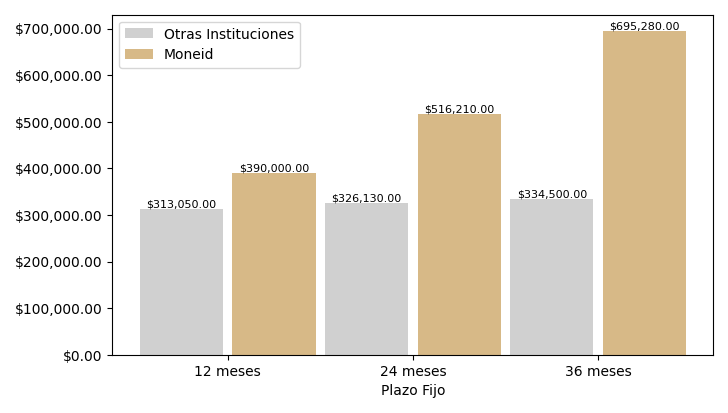 $700,000.00
$600,000.00
$500,000.00
$400,000.00
$300,000.00
$200,000.00
$100,000.00
$0.00
Otras Instituciones
Moneid
$313,050.00
$390,000.00
$326,130.00
$516,210.00
$334,500.00
$695,280.00
12 meses
24 meses
36 meses
Plazo Fijo